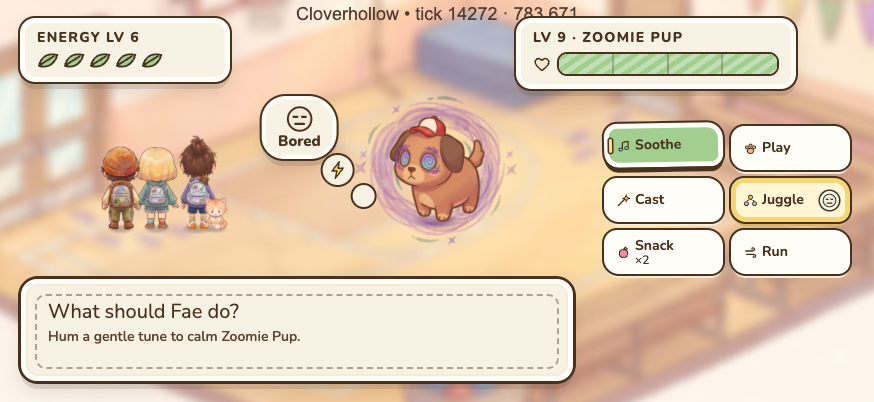 Cloverhollow • tick 14272 · 783,671
ENERGY LV 6
LV 9 · ZOOMIE PUP
Bored
Soothe
Play
Cast
Juggle
Snack
×2
Run
What should Fae do?
Hum a gentle tune to calm Zoomie Pup.